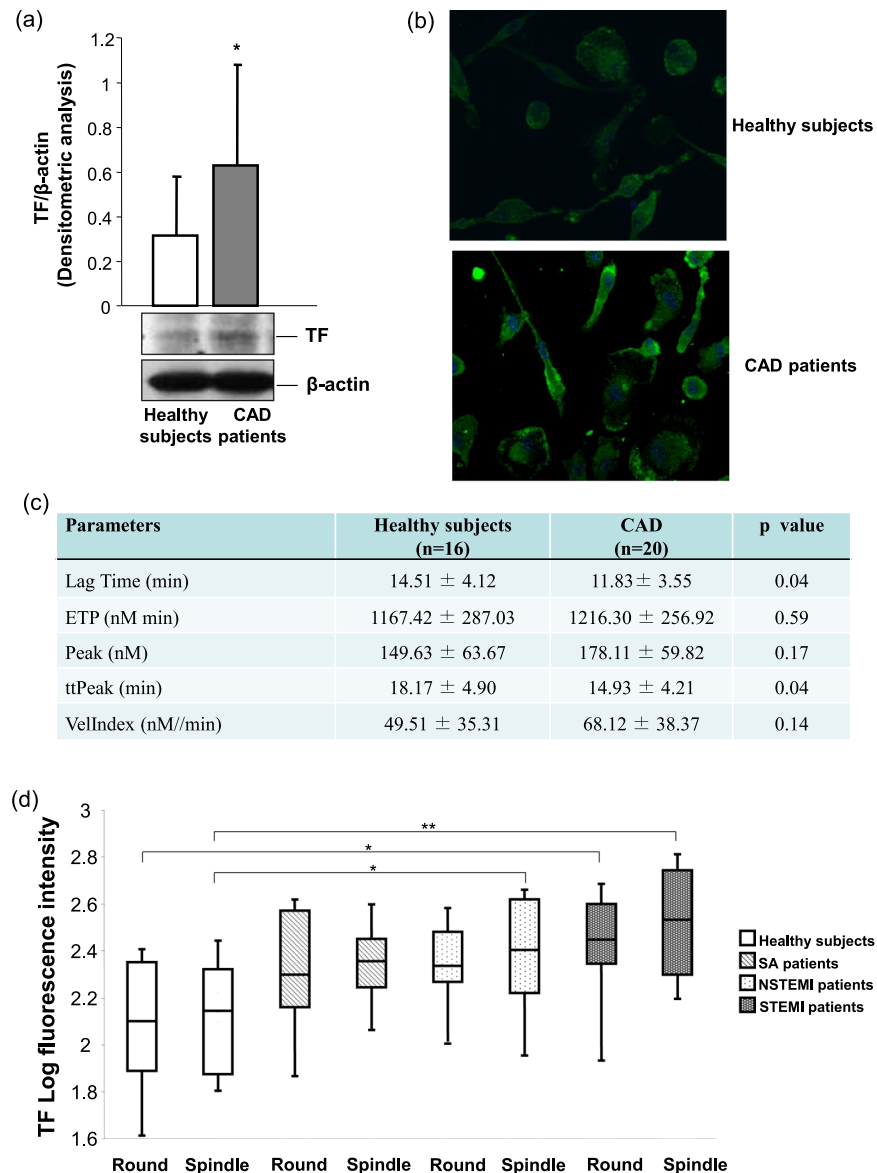 (a)
1.2
1
0.8
0.6
0.4
0.2
0
TF/β-actin
(Densitometric analysis)
*
TF
β-actin
Healthy subjects
CAD patients
(b)
Healthy subjects
CAD patients
(c)
Parameters Healthy subjects (n=16) CAD (n=20) p value
Lag Time (min) 14.51 ± 4.12 11.83± 3.55 0.04
ETP (nM min) 1167.42 ± 287.03 1216.30 ± 256.92 0.59
Peak (nM) 149.63 ± 63.67 178.11 ± 59.82 0.17
ttPeak (min) 18.17 ± 4.90 14.93 ± 4.21 0.04
VelIndex (nM//min) 49.51 ± 35.31 68.12 ± 38.37 0.14
(d)
TF Log fluorescence intensity
3
2.8
2.6
2.4
2.2
2
1.8
1.6
**
*
*
Round Spindle Round Spindle Round Spindle Round Spindle
Healthy subjects
SA patients
NSTEMI patients
STEMI patients